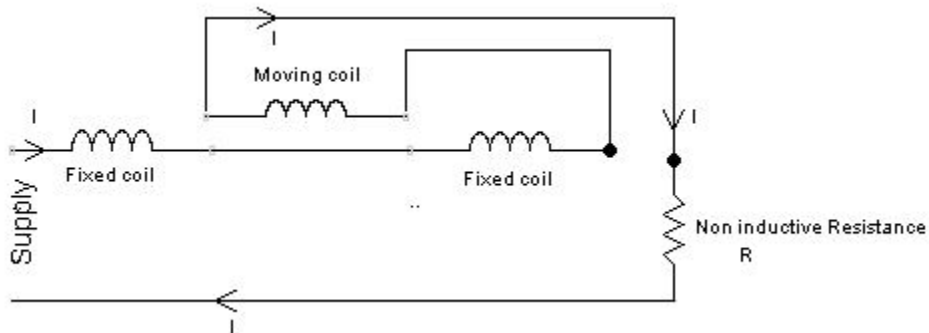 I
Moving coil
I
I
Fixed coil
Fixed coil
Supply
Non inductive Resistance
R
I